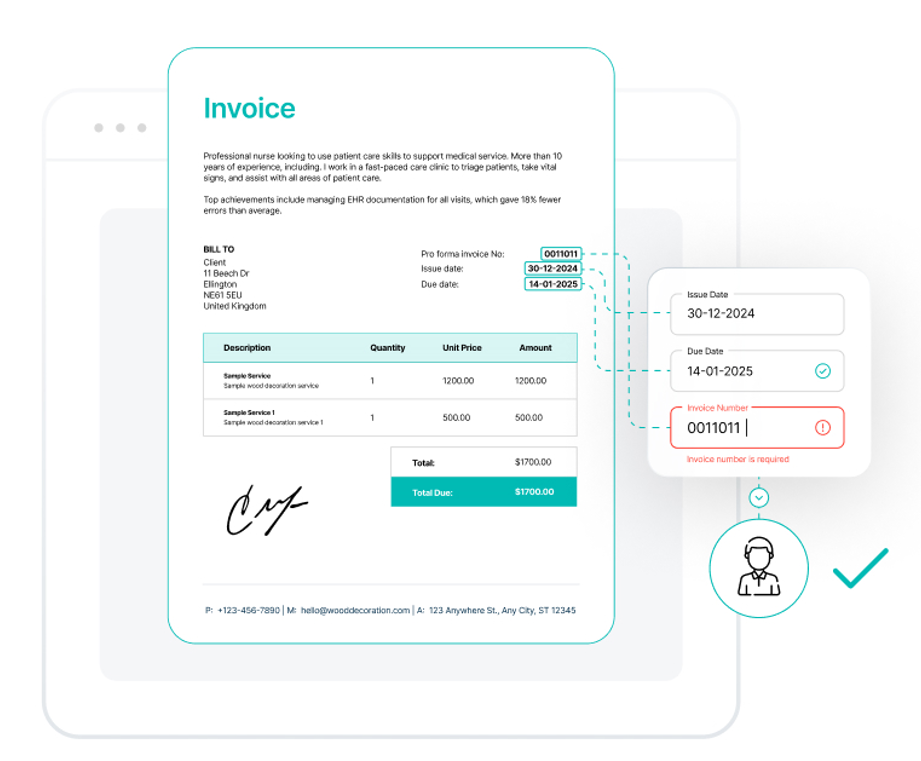 Invoice
Professional nurse looking to use patient care skills to support medical service. More than 10
years of experience, including. I work in a fast-paced care clinic to triage patients, take vital
signs, and assist with all areas of patient care.
Top achievements include managing EHR documentation for all visits, which gave 18% fewer
errors than average.
BILL TO
Client
11 Beech Dr
Ellington
NE61 5EU
United Kingdom
Pro forma invoice No: 0011011
Issue date: 30-12-2024
Due date: 14-01-2025
Description Quantity Unit Price Amount
Sample Service
Sample wood decoration service 1 1200.00 1200.00
Sample Service 1
Sample wood decoration service 1 1 500.00 500.00
Total: $1700.00
Total Due: $1700.00
P: +123-456-7890 | M: hello@wooddecoration.com | A: 123 Anywhere St., Any City, ST 12345
Issue Date
30-12-2024
Due Date
14-01-2025
Invoice Number
0011011
Invoice number is required